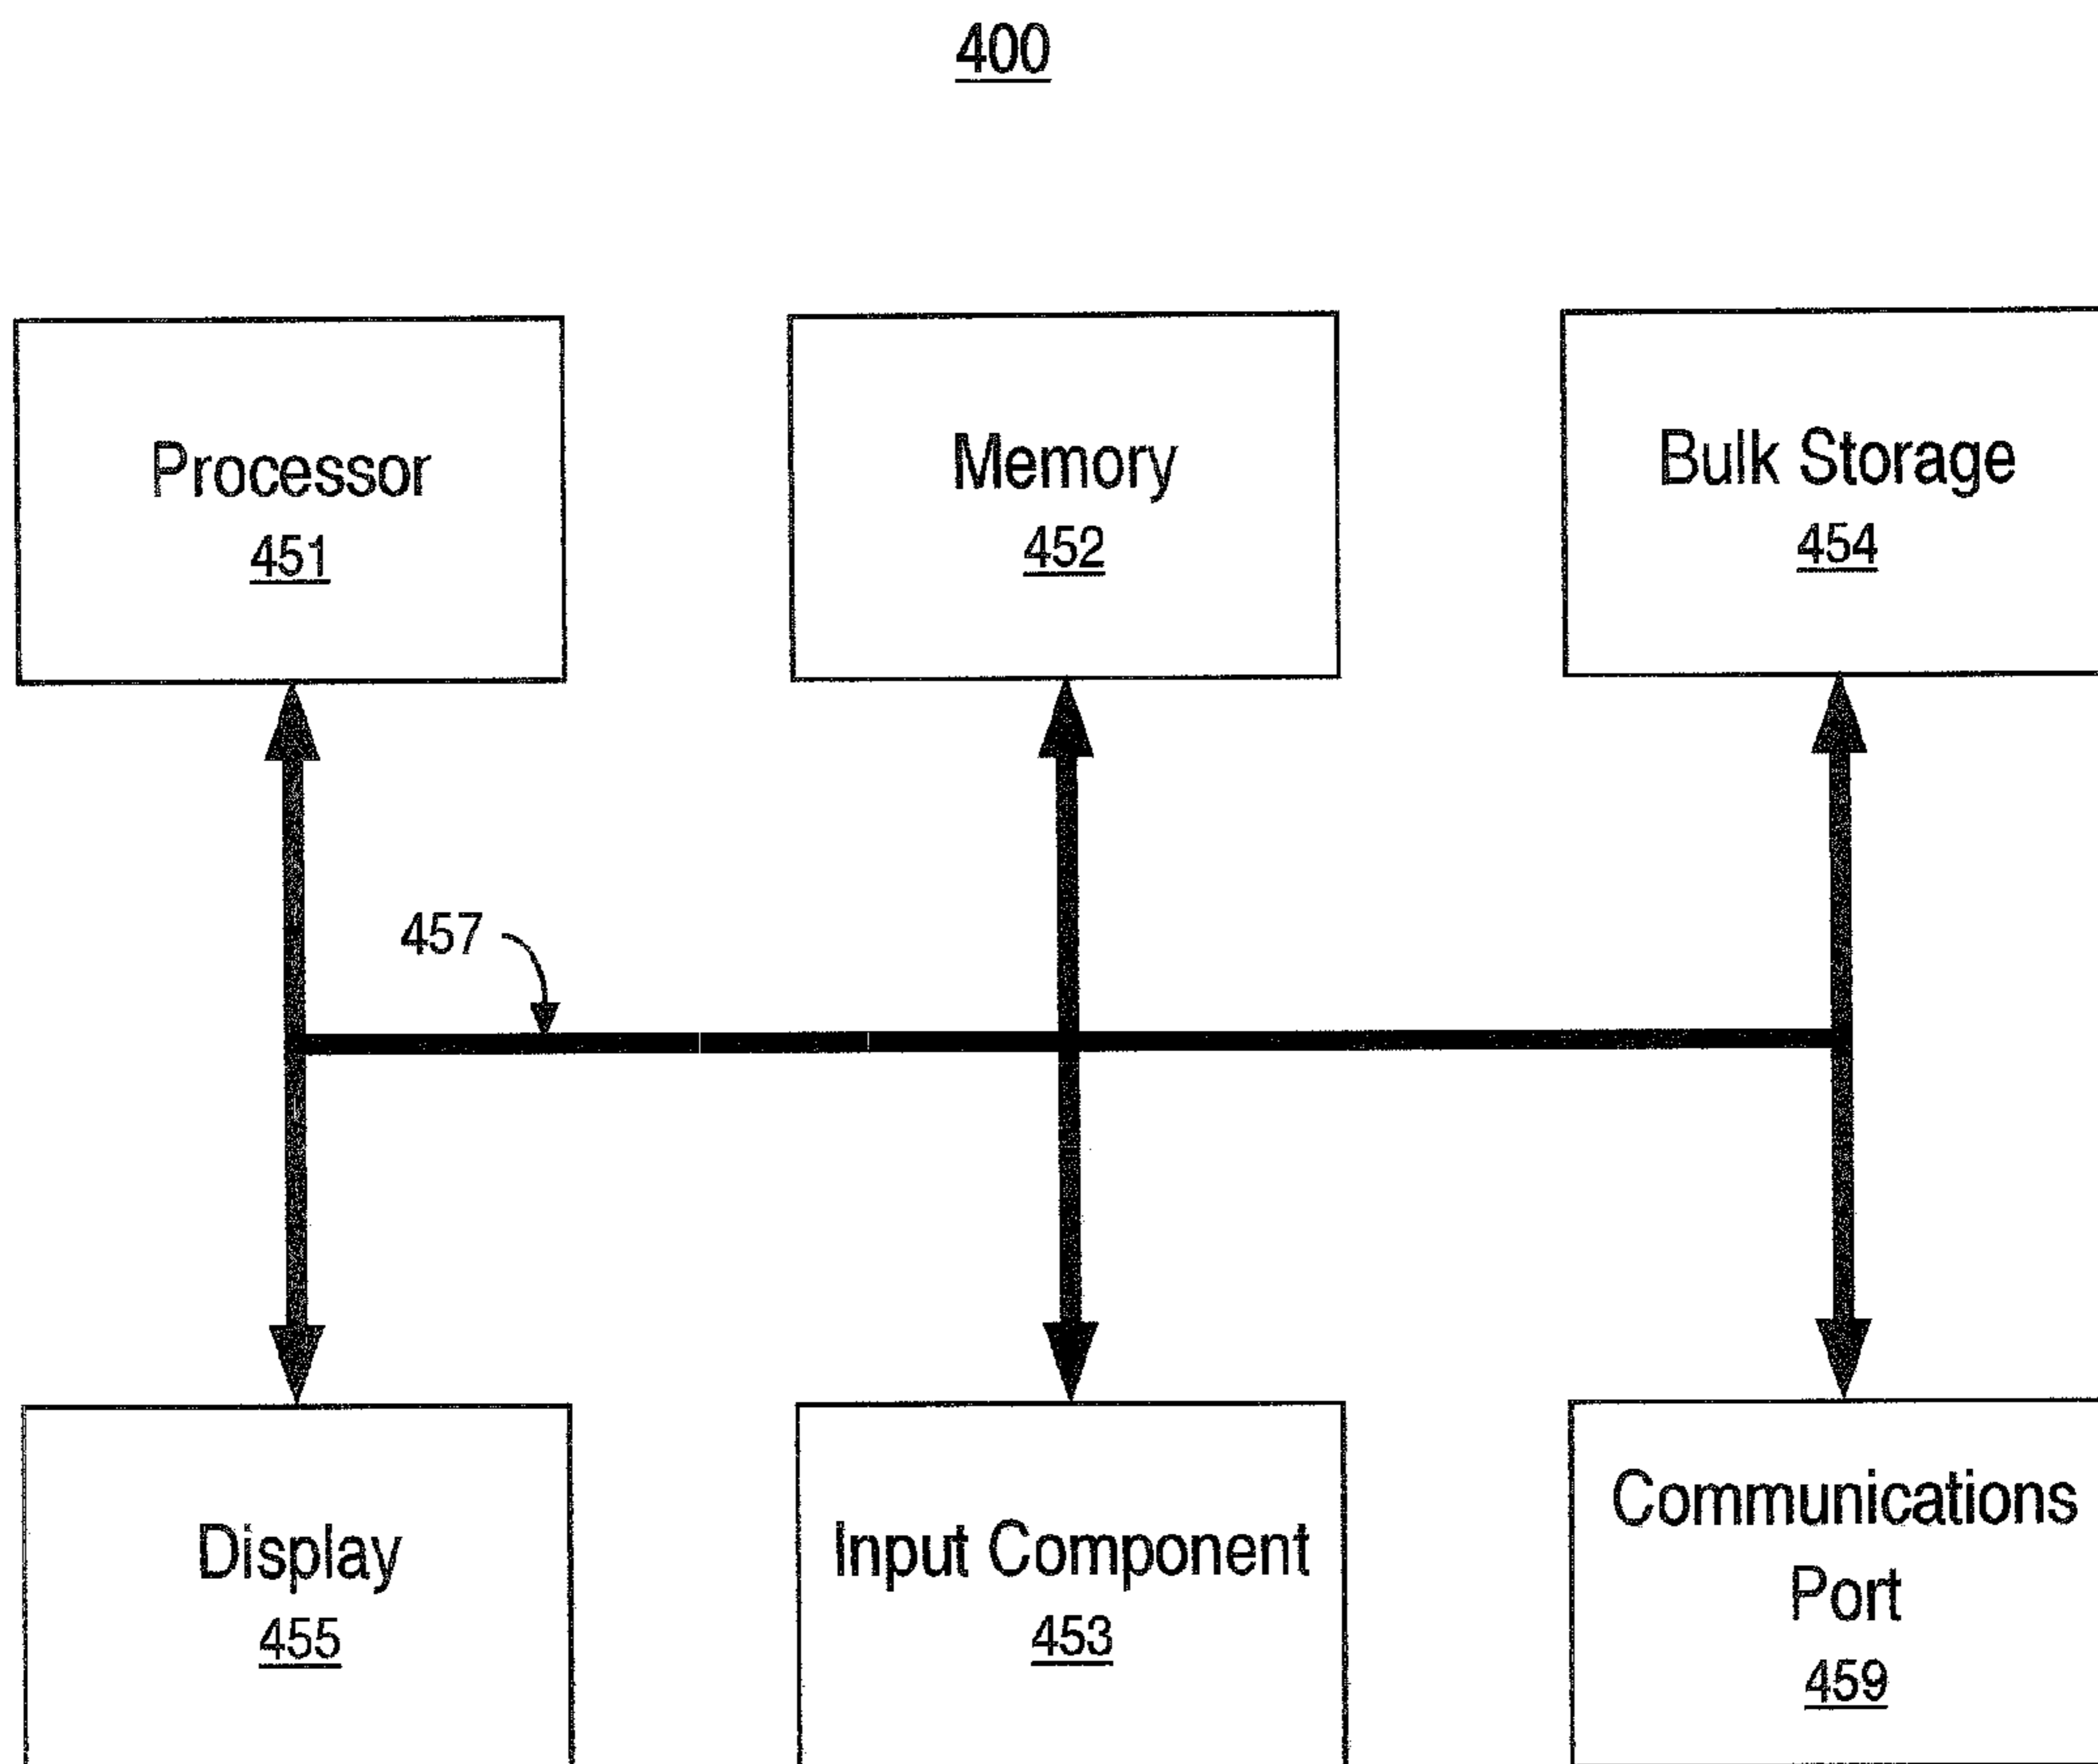 400
Processor
451
Memory
452
Bulk Storage
454
457
Display
455
Input Component
453
Communications
Port
459